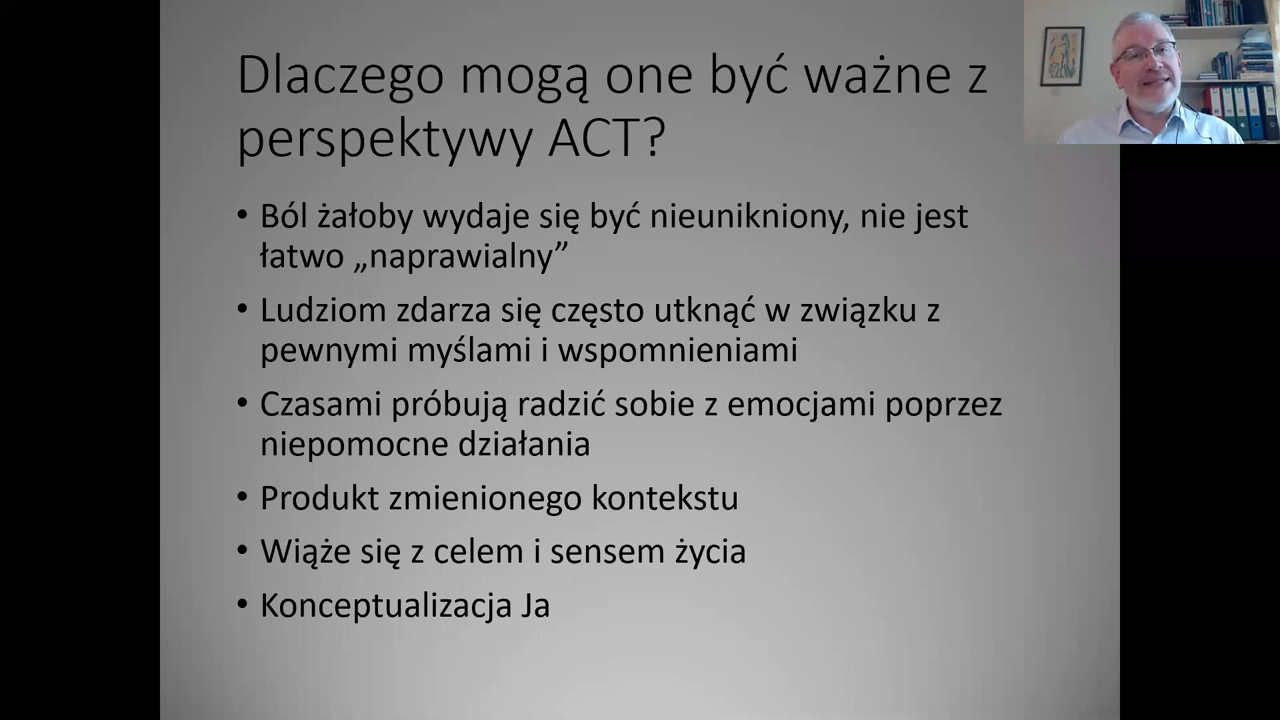 Dlaczego mogą one być ważne z
perspektywy ACT?
• Ból żałoby wydaje się być nieunikniony, nie jest
łatwo „naprawialny”
• Ludziom zdarza się często utknąć w związku z
pewnymi myślami i wspomnieniami
• Czasami próbują radzić sobie z emocjami poprzez
niepomocne działania
• Produkt zmienionego kontekstu
• Wiąże się z celem i sensem życia
• Konceptualizacja Ja